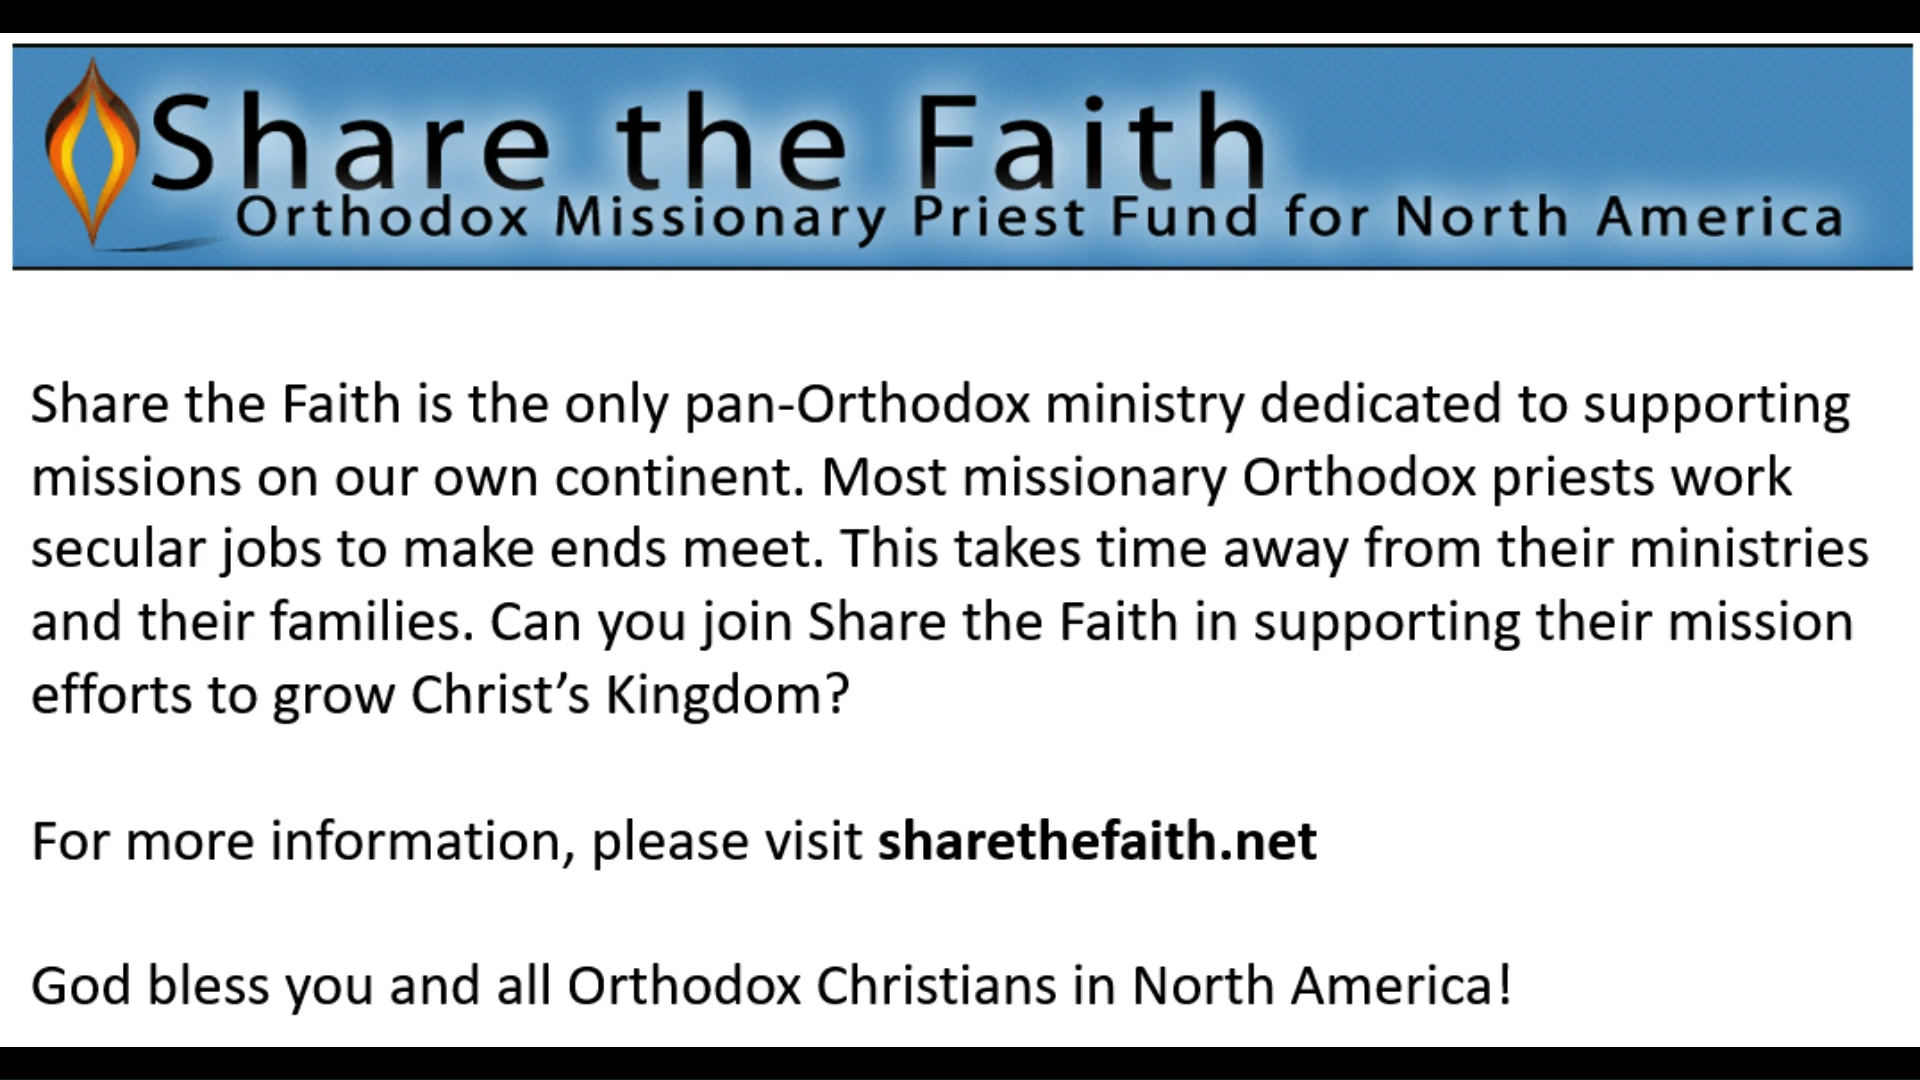 Share the Faith
Orthodox Missionary Priest Fund for North America
Share the Faith is the only pan-Orthodox ministry dedicated to supporting
missions on our own continent. Most missionary Orthodox priests work
secular jobs to make ends meet. This takes time away from their ministries
and their families. Can you join Share the Faith in supporting their mission
efforts to grow Christ’s Kingdom?
For more information, please visit sharethefaith.net
God bless you and all Orthodox Christians in North America!